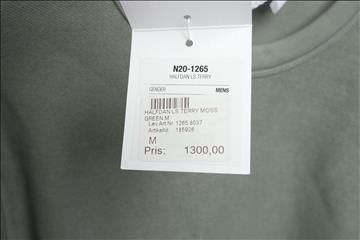 N20-1265
HALFDAN LS TERRY
GENDER MENS
HALFDAN LS TERRY MOSS
GREEN M
Lev.Art.Nr: 1265 8037
ArtikelId: 185926
M
Pris: 1300,00